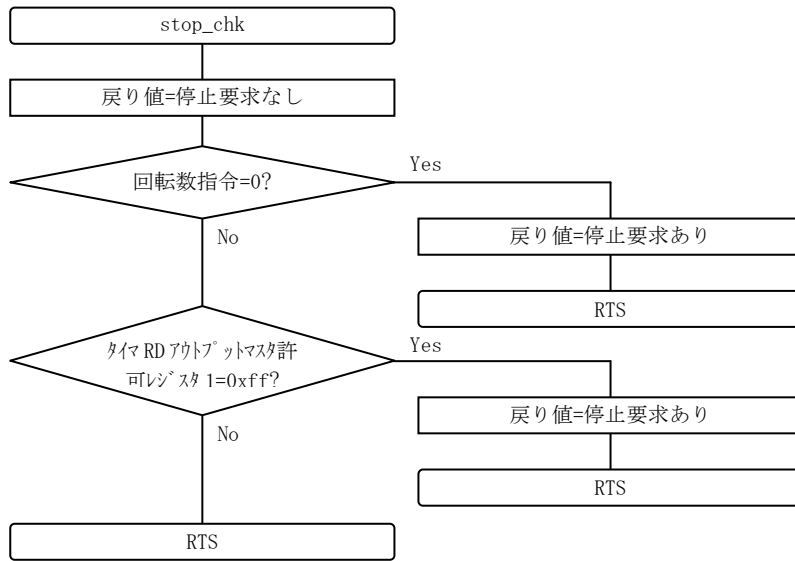 stop_chk
戻り値=停止要求なし
回転数指令=0?
Yes
戻り値=停止要求あり
No
RTS
ﾀｲﾏ RD ｱｳﾄﾌﾟｯﾄﾏｽﾀ許
可ﾚｼﾞｽﾀ 1=0xff?
Yes
戻り値=停止要求あり
No
RTS
RTS